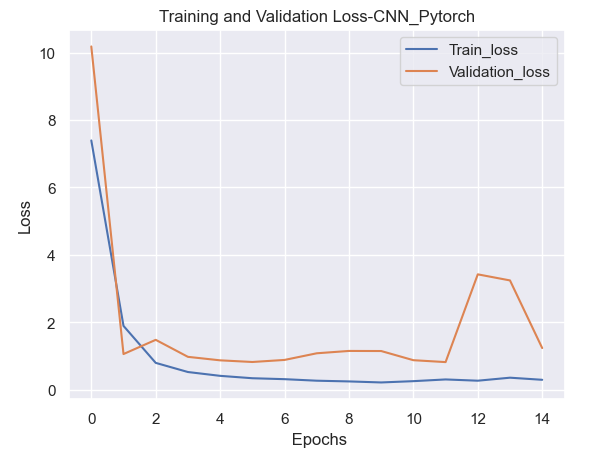 Training and Validation Loss-CNN_Pytorch
Train_loss
Validation_loss
10
8
6
4
2
0
Loss
0 2 4 6 8 10 12 14
Epochs